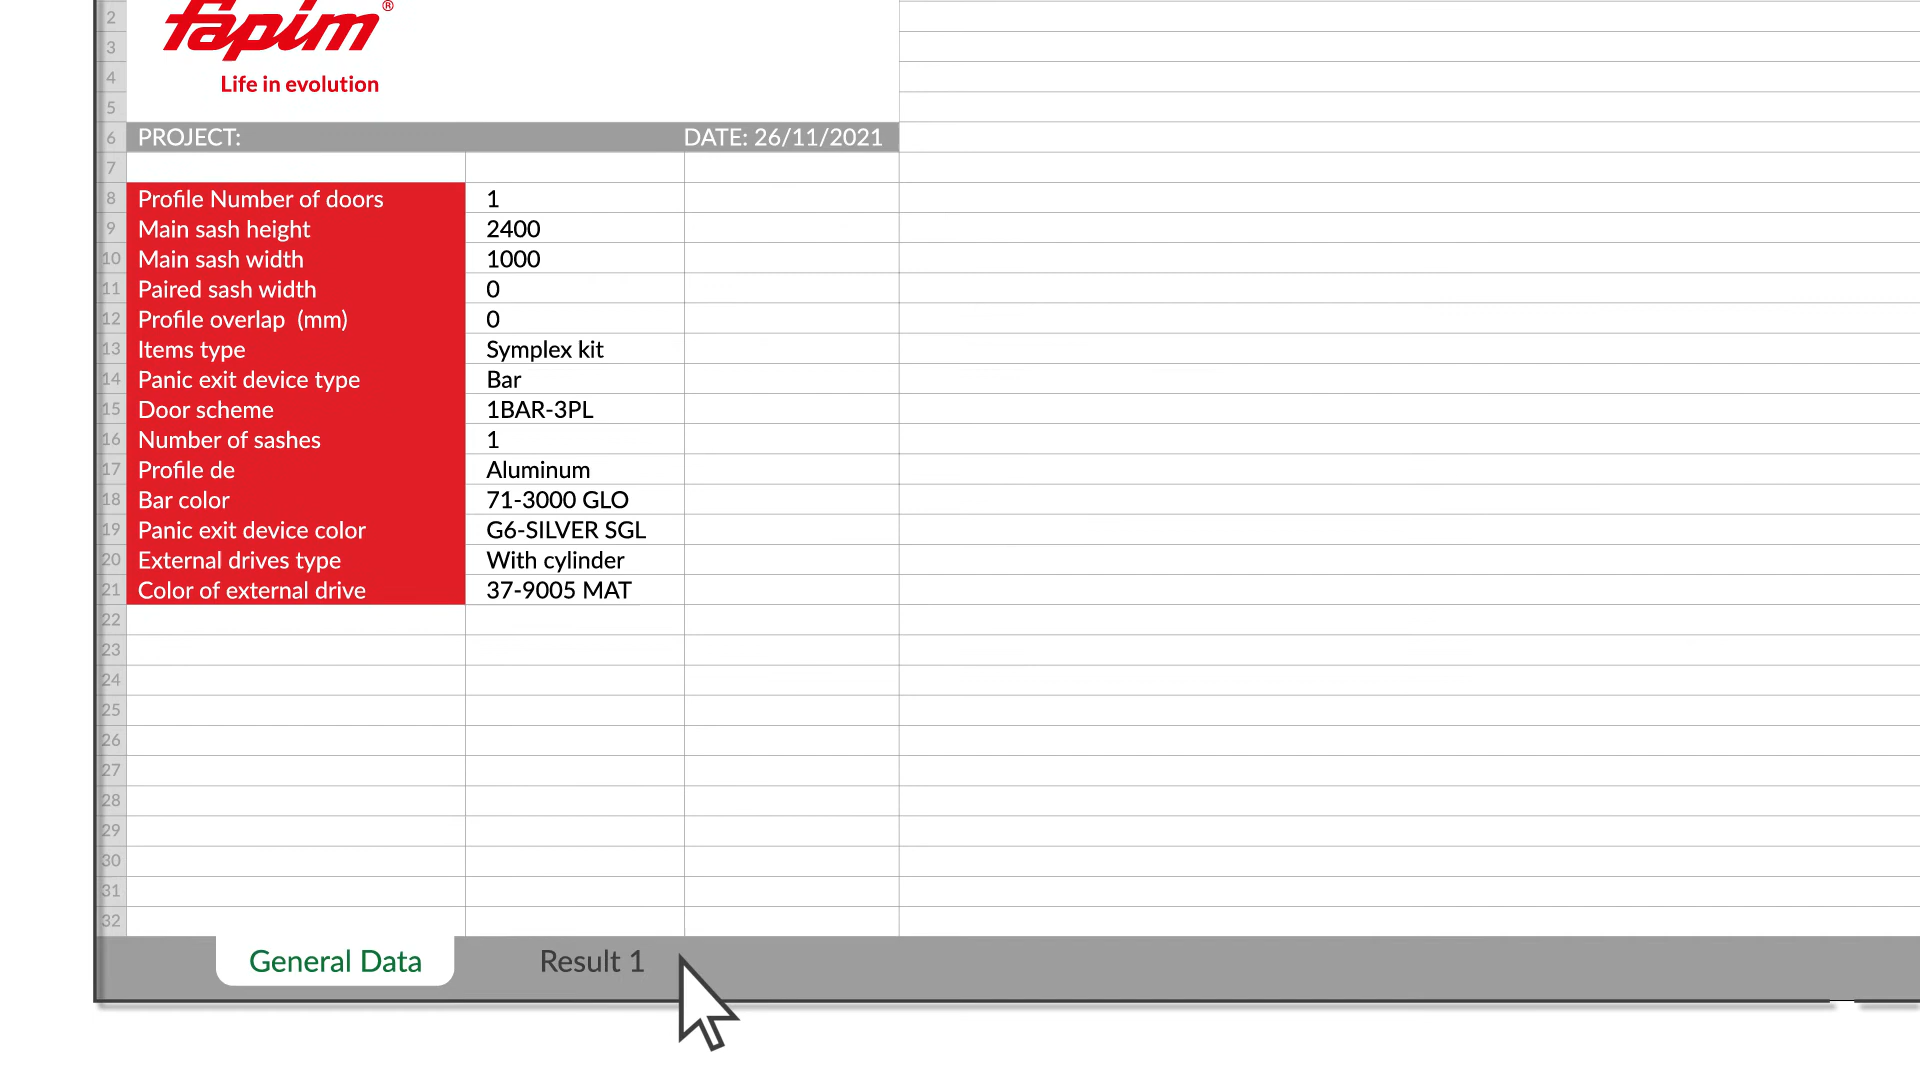 2
fapim®
3
4 Life in evolution
5
6 PROJECT: DATE: 26/11/2021
7
8 Profile Number of doors 1
9 Main sash height 2400
10 Main sash width 1000
11 Paired sash width 0
12 Profile overlap (mm) 0
13 Items type Symplex kit
14 Panic exit device type Bar
15 Door scheme 1BAR-3PL
16 Number of sashes 1
17 Profile de Aluminum
18 Bar color 71-3000 GLO
19 Panic exit device color G6-SILVER SGL
20 External drives type With cylinder
21 Color of external drive 37-9005 MAT
22
23
24
25
26
27
28
29
30
31
32
General Data Result 1